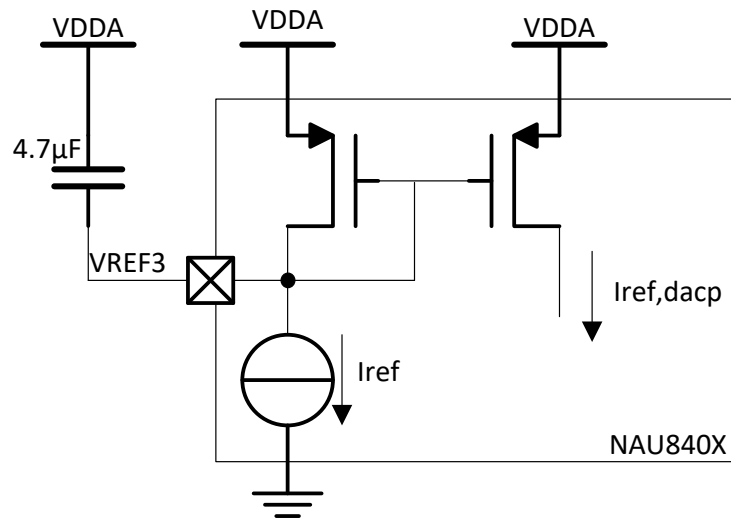 VDDA
VDDA
VDDA
4.7µF
VREF3
Iref,dacp
Iref
NAU840X